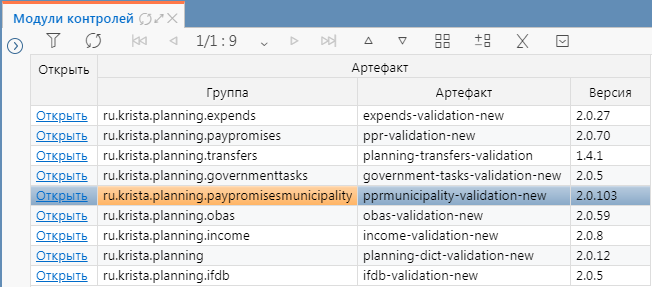 Модули контролей
1/1 : 9
Открыть Артефакт
Группа Артефакт Версия
Открыть ru.krista.planning.expends expends-validation-new 2.0.27
Открыть ru.krista.planning.paypromises ppr-validation-new 2.0.70
Открыть ru.krista.planning.transfers planning-transfers-validation 1.4.1
Открыть ru.krista.planning.governmenttasks government-tasks-validation-new 2.0.5
Открыть ru.krista.planning.paypromisesmunicipality pprmunicipality-validation-new 2.0.103
Открыть ru.krista.planning.obas obas-validation-new 2.0.59
Открыть ru.krista.planning.income income-validation-new 2.0.8
Открыть ru.krista.planning planning-dict-validation-new 2.0.12
Открыть ru.krista.planning.ifdb ifdb-validation-new 2.0.5